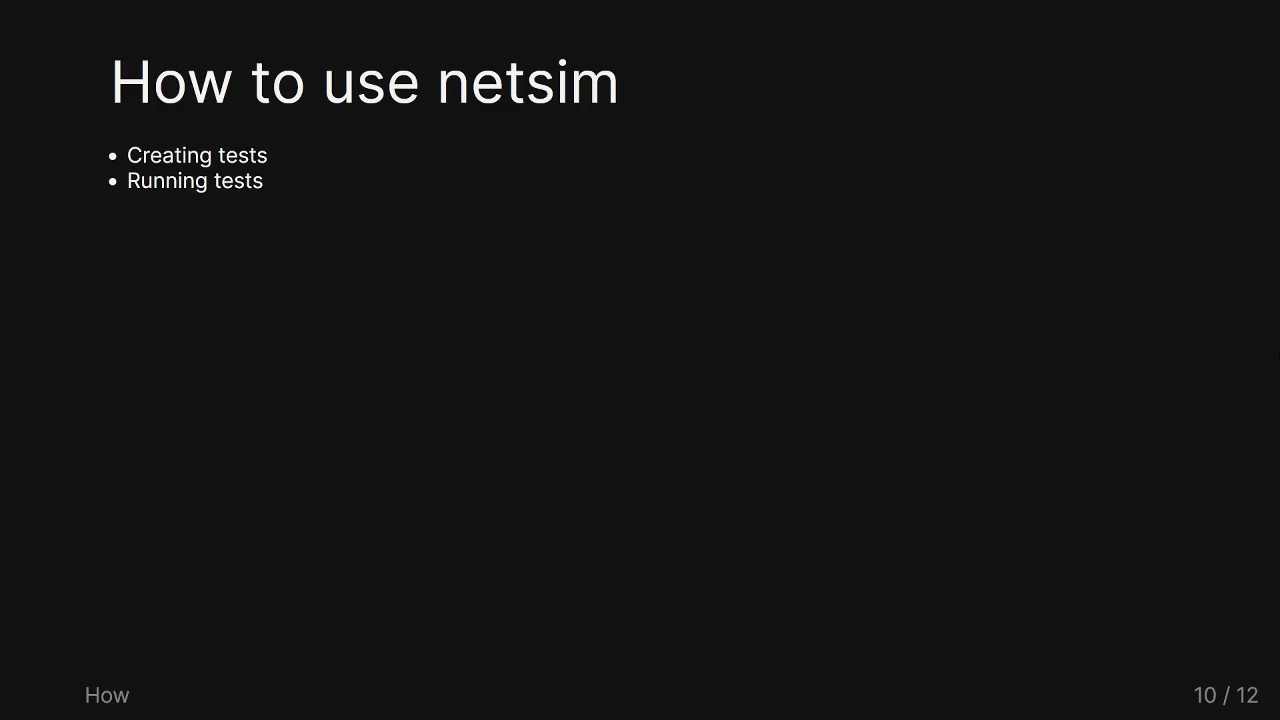 How to use netsim
• Creating tests
• Running tests
How
10 / 12